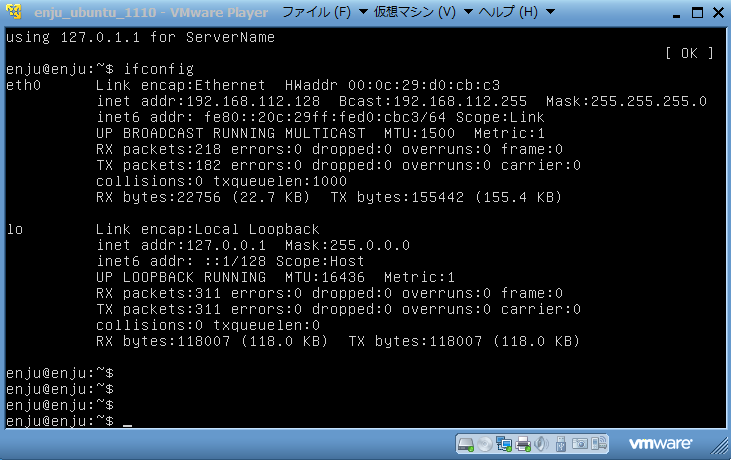 enju_ubuntu_1110 - VMware Player ファイル (F) 仮想マシン (V) ヘルプ (H)
using 127.0.1.1 for ServerName
[ OK ]
enju@enju:~$ ifconfig
eth0 Link encap:Ethernet HWaddr 00:0c:29:d0:cb:c3
inet addr:192.168.112.128 Bcast:192.168.112.255 Mask:255.255.255.0
inet6 addr: fe80::20c:29ff:fed0:cbc3/64 Scope:Link
UP BROADCAST RUNNING MULTICAST MTU:1500 Metric:1
RX packets:218 errors:0 dropped:0 overruns:0 frame:0
TX packets:182 errors:0 dropped:0 overruns:0 carrier:0
collisions:0 txqueuelen:1000
RX bytes:22756 (22.7 KB) TX bytes:155442 (155.4 KB)
lo Link encap:Local Loopback
inet addr:127.0.0.1 Mask:255.0.0.0
inet6 addr: ::1/128 Scope:Host
UP LOOPBACK RUNNING MTU:16436 Metric:1
RX packets:311 errors:0 dropped:0 overruns:0 frame:0
TX packets:311 errors:0 dropped:0 overruns:0 carrier:0
collisions:0 txqueuelen:0
RX bytes:118007 (118.0 KB) TX bytes:118007 (118.0 KB)
enju@enju:~$
enju@enju:~$
enju@enju:~$
enju@enju:~$ _
vmware